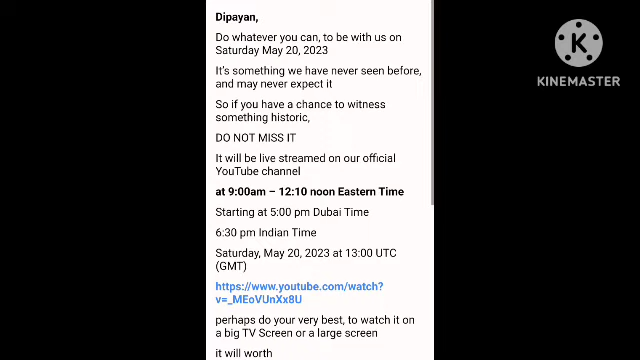 Dipayan,
Do whatever you can, to be with us on
Saturday May 20, 2023
It's something we have never seen before,
and may never expect it
So if you have a chance to witness
something historic,
DO NOT MISS IT
It will be live streamed on our official
YouTube channel
at 9:00am – 12:10 noon Eastern Time
Starting at 5:00 pm Dubai Time
6:30 pm Indian Time
Saturday, May 20, 2023 at 13:00 UTC
(GMT)
https://www.youtube.com/watch?
v=_MEoVUnXx8U
perhaps do your very best, to watch it on
a big TV Screen or a large screen
it will worth
K
KINEMASTER